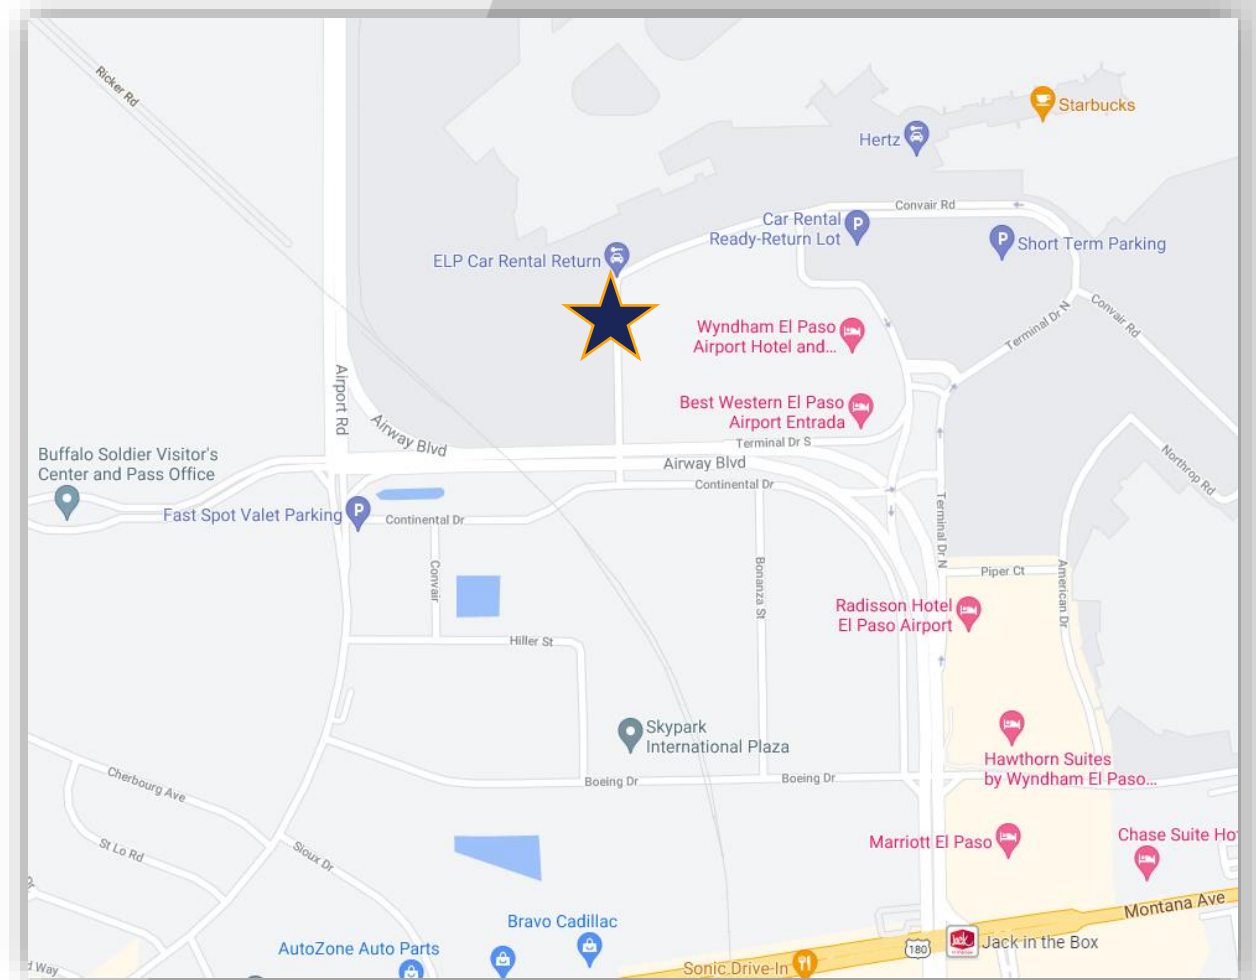 Ricker Rd
Starbucks
Hertz
Convair Rd
Car Rental
Ready-Return Lot
P
P
Short Term Parking
ELP Car Rental Return
Convair Rd
Terminal Dr N
Wyndham El Paso
Airport Hotel and...
Airport Rd
Best Western El Paso
Airport Entrada
Airway Blvd
Terminal Dr S
Airway Blvd
Buffalo Soldier Visitor's
Center and Pass Office
Northrop Rd
Continental Dr
Fast Spot Valet Parking
P
Continental Dr
Terminal Dr N
Convair
Bonanza St
Piper Ct
American Dr
Radisson Hotel
El Paso Airport
Hiller St
Skypark
International Plaza
Hawthorn Suites
by Wyndham El Paso...
Cherbourg Ave
Boeing Dr
Boeing Dr
St Lo Rd
Sioux Dr
Marriott El Paso
Chase Suite Ho
Montana Ave
Bravo Cadillac
AutoZone Auto Parts
180
Jack
Jack in the Box
Sonic Drive-In
d Way